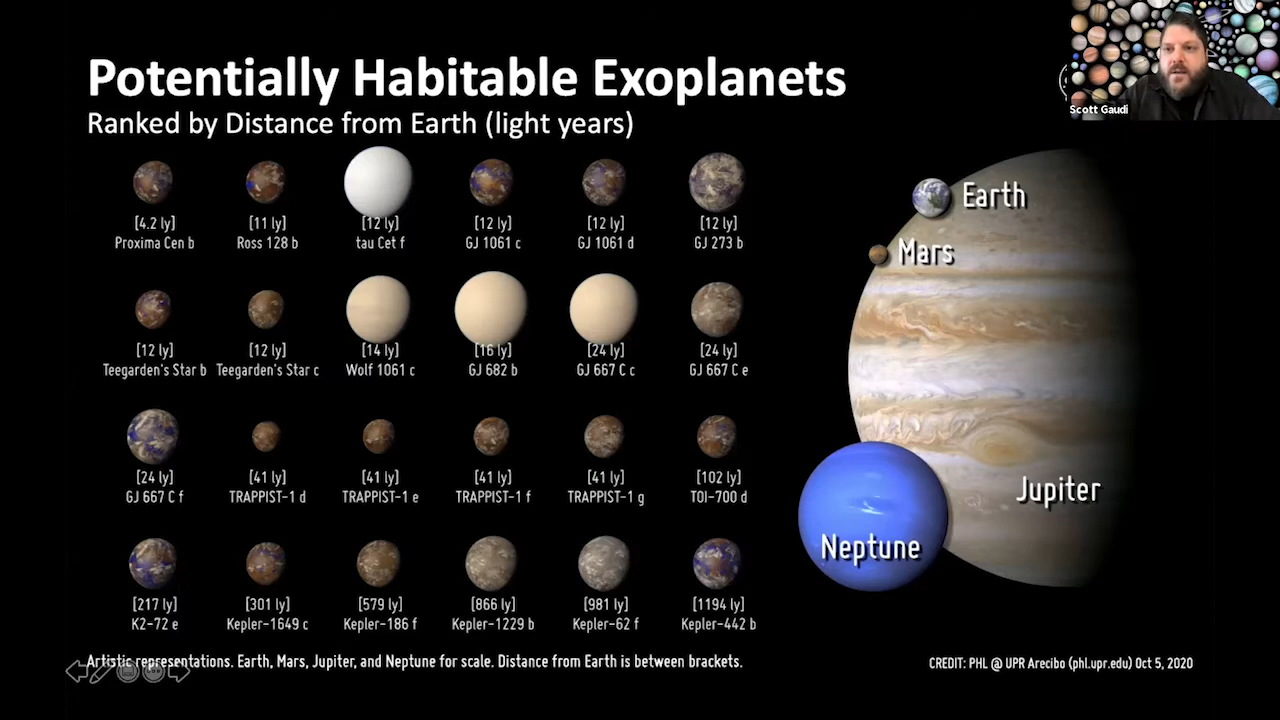 Potentially Habitable Exoplanets
Ranked by Distance from Earth (light years)
Scott Gaudi
[4.2 ly]
Proxima Cen b
[11 ly]
Ross 128 b
[12 ly]
tau Cet f
[12 ly]
GJ 1061 c
[12 ly]
GJ 1061 d
[12 ly]
GJ 273 b
[12 ly]
Teegarden's Star b
[12 ly]
Teegarden's Star c
[14 ly]
Wolf 1061 c
[16 ly]
GJ 682 b
[24 ly]
GJ 667 C c
[24 ly]
GJ 667 C e
[24 ly]
GJ 667 C f
[41 ly]
TRAPPIST-1 d
[41 ly]
TRAPPIST-1 e
[41 ly]
TRAPPIST-1 f
[41 ly]
TRAPPIST-1 g
[102 ly]
TOI-700 d
[217 ly]
K2-72 e
[301 ly]
Kepler-1649 c
[579 ly]
Kepler-186 f
[866 ly]
Kepler-1229 b
[981 ly]
Kepler-62 f
[1194 ly]
Kepler-442 b
Earth
Mars
Jupiter
Neptune
Artistic representations. Earth, Mars, Jupiter, and Neptune for scale. Distance from Earth is between brackets.
CREDIT: PHL @ UPR Arecibo (phl.upr.edu) Oct 5, 2020